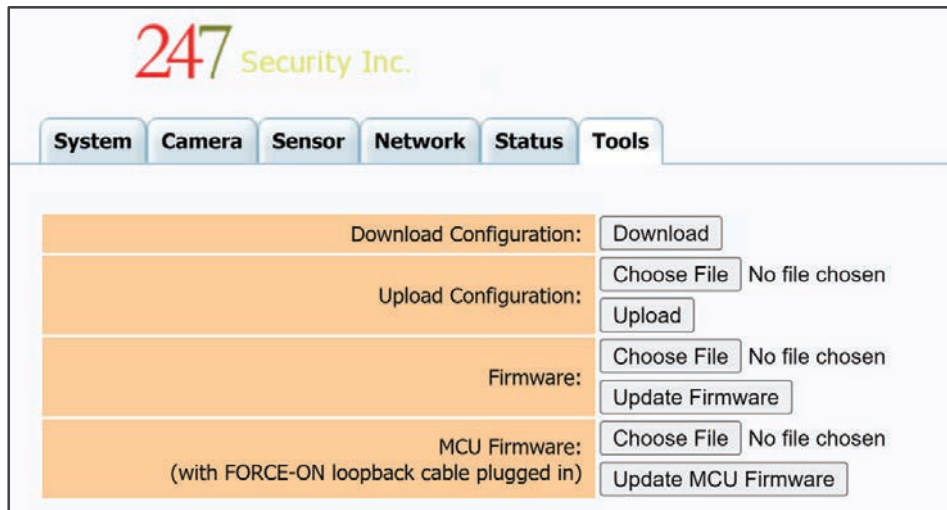 247 Security Inc.
System Camera Sensor Network Status Tools
Download Configuration: Download
Upload Configuration: Choose File No file chosen
Upload
Firmware: Choose File No file chosen
Update Firmware
MCU Firmware: Choose File No file chosen
(with FORCE-ON loopback cable plugged in) Update MCU Firmware